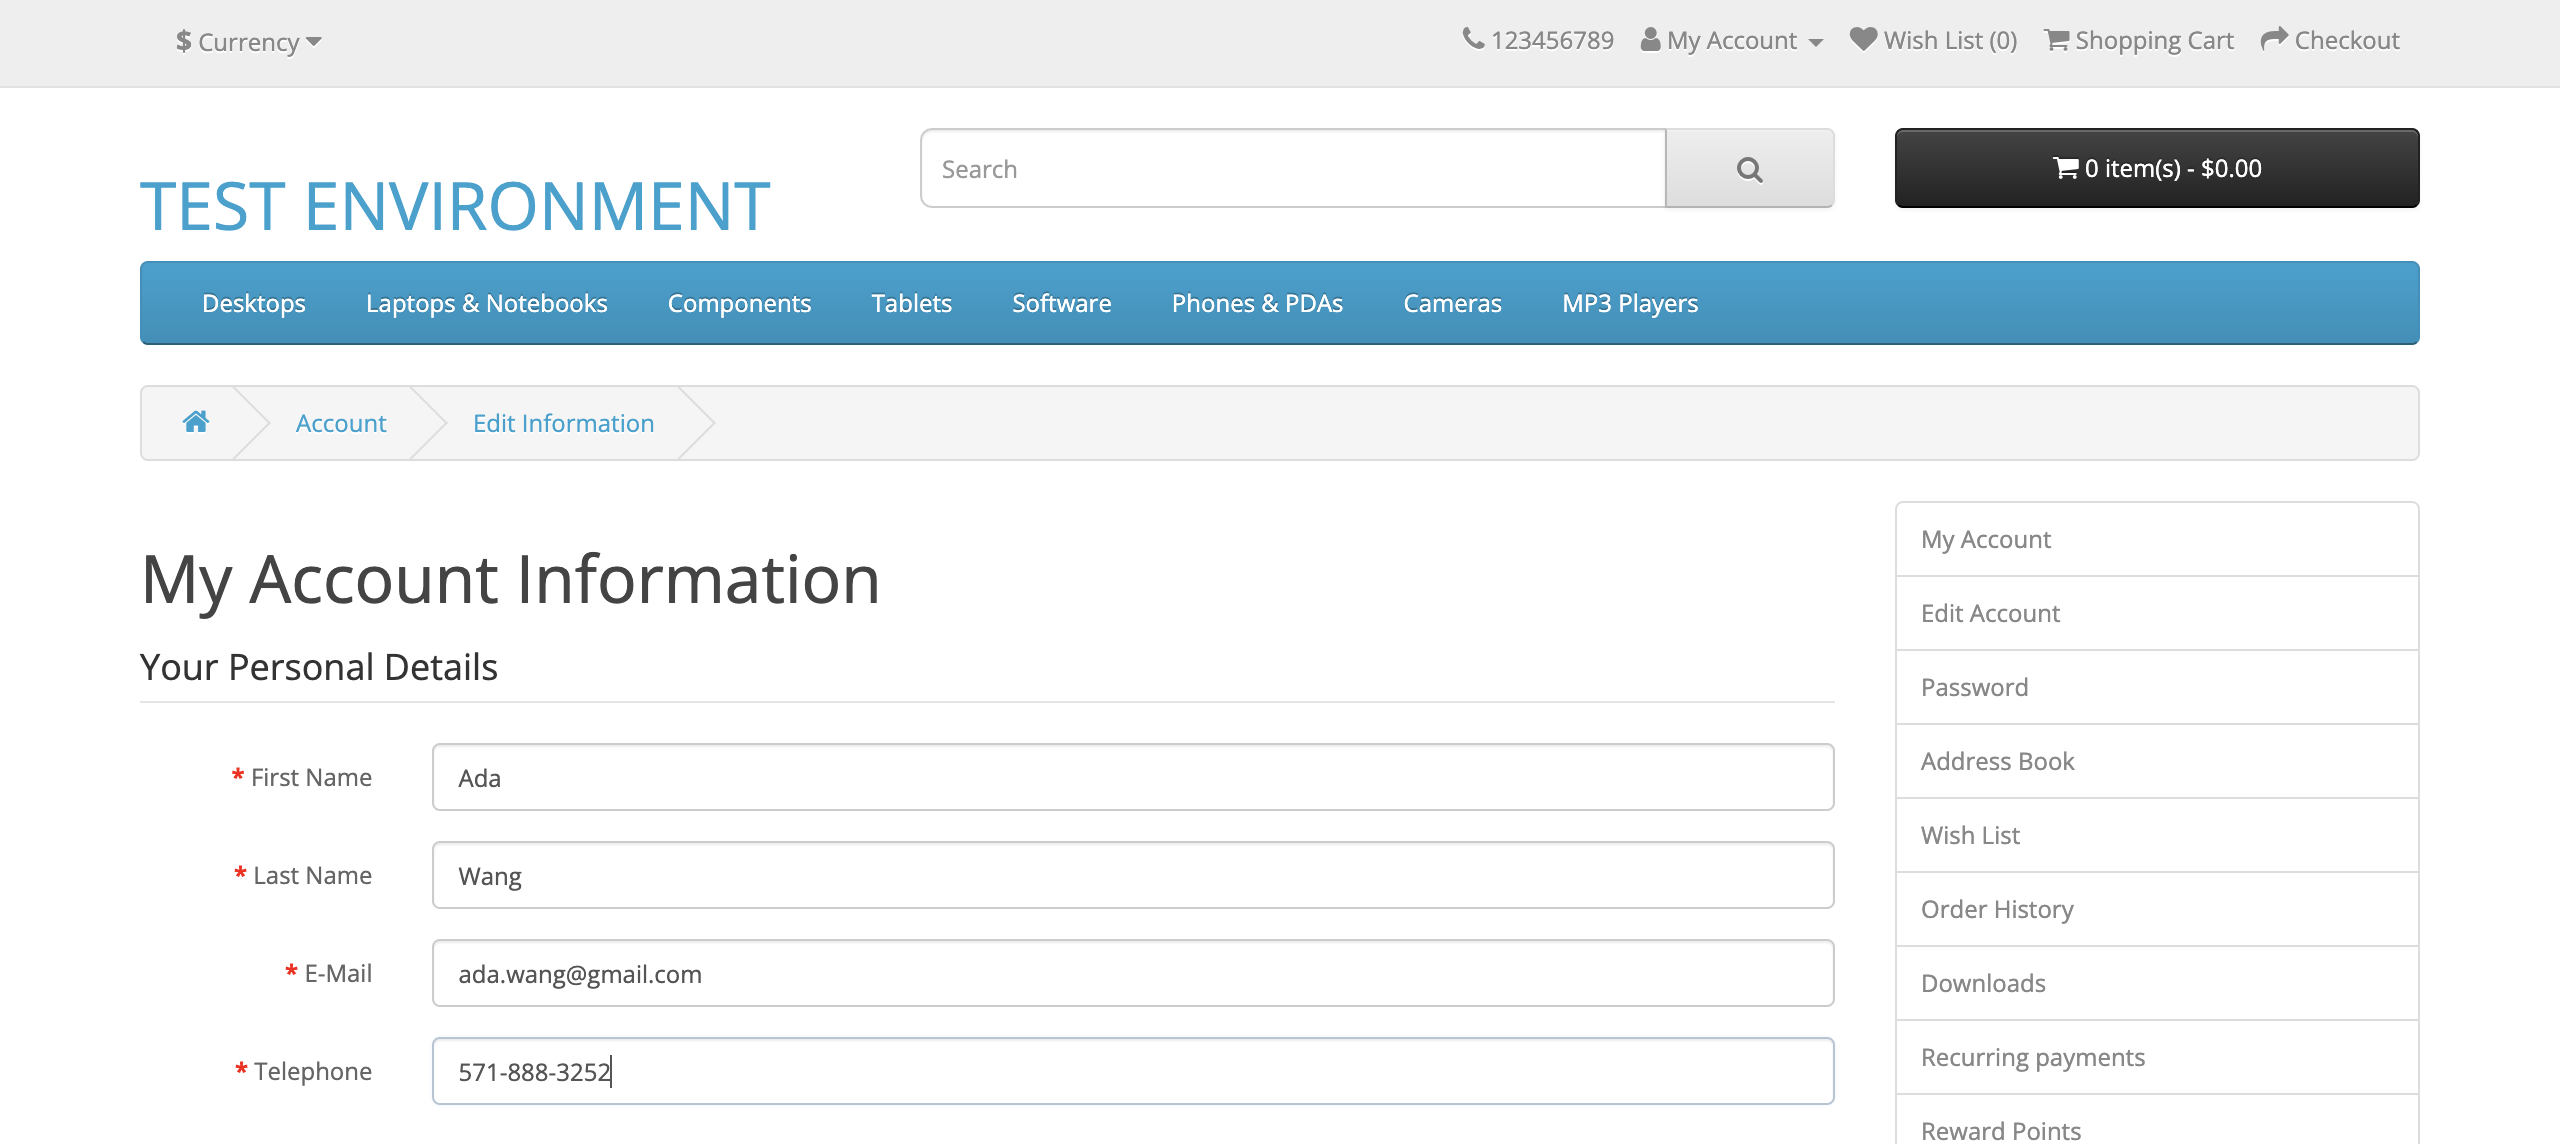 $ Currency
123456789 My Account Wish List (0) Shopping Cart Checkout
TEST ENVIRONMENT
Search
0 item(s) - $0.00
Desktops Laptops & Notebooks Components Tablets Software Phones & PDAs Cameras MP3 Players
Account Edit Information
My Account Information
Your Personal Details
* First Name Ada
* Last Name Wang
* E-Mail ada.wang@gmail.com
* Telephone 571-888-3252
My Account
Edit Account
Password
Address Book
Wish List
Order History
Downloads
Recurring payments
Reward Points